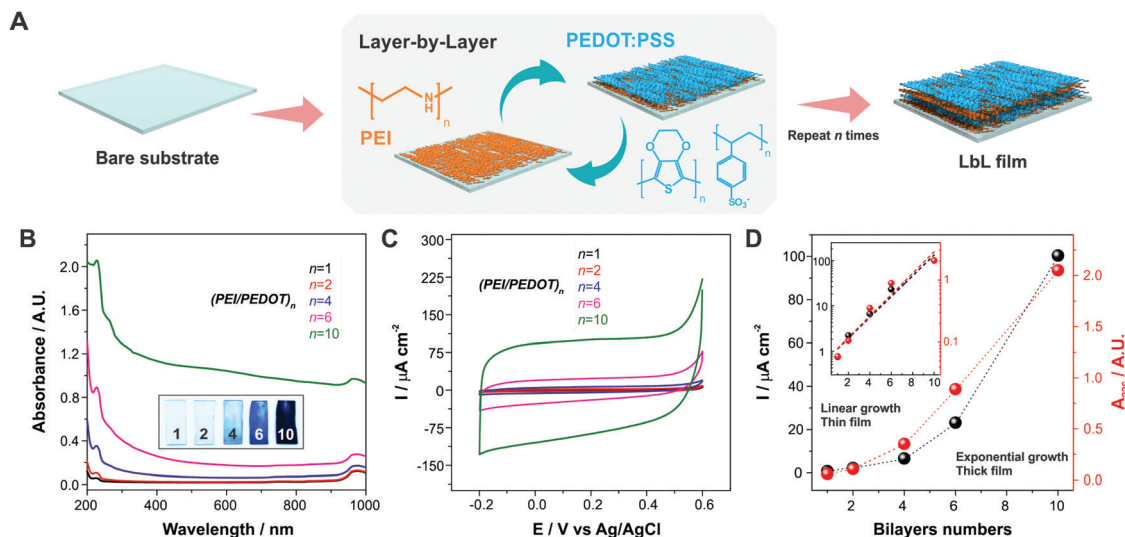 A
Layer-by-Layer
PEDOT:PSS
N
H
n
PEI
Bare substrate
O
O
S
n
n
SO₃⁻
Repeat n times
LbL film
B
Absorbance / A.U.
2.0
1.6
1.2
0.8
0.4
0.0
n=1
n=2
n=4
n=6
n=10
(PEI/PEDOT)n
1 2 4 6 10
200 400 600 800 1000
Wavelength / nm
C
I / µA cm⁻²
300
225
150
75
0
-75
-150
n=1
n=2
n=4
n=6
n=10
(PEI/PEDOT)n
-0.2 0.0 0.2 0.4 0.6
E / V vs Ag/AgCl
D
I / µA cm⁻²
100
80
60
40
20
0
100
10
1
1
0.1
2 4 6 8 10
Linear growth
Thin film
Exponential growth
Thick film
2 4 6 8 10
Bilayers numbers
2.0
1.5
1.0
0.5
0.0